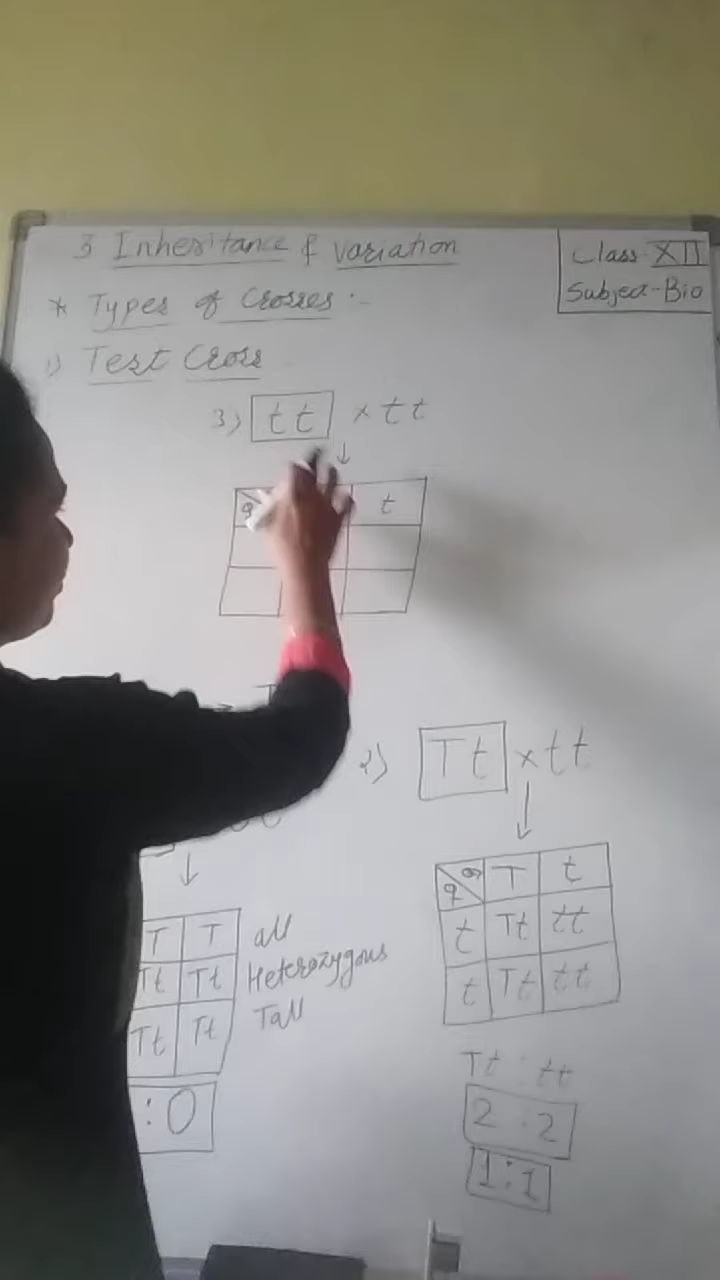 3 Inheritance & Variation
Class-XII
Subject-Bio
* Types of Crosses :-
1) Test Cross
3) tt × tt
↓
♀ t
2) Tt × tt
↓
♀ ♂ T t
t Tt tt
t Tt tt
Tt : tt
2 : 2
1:1
↓
T T
Tt Tt
Tt Tt
all
Heterozygous
Tall
:0